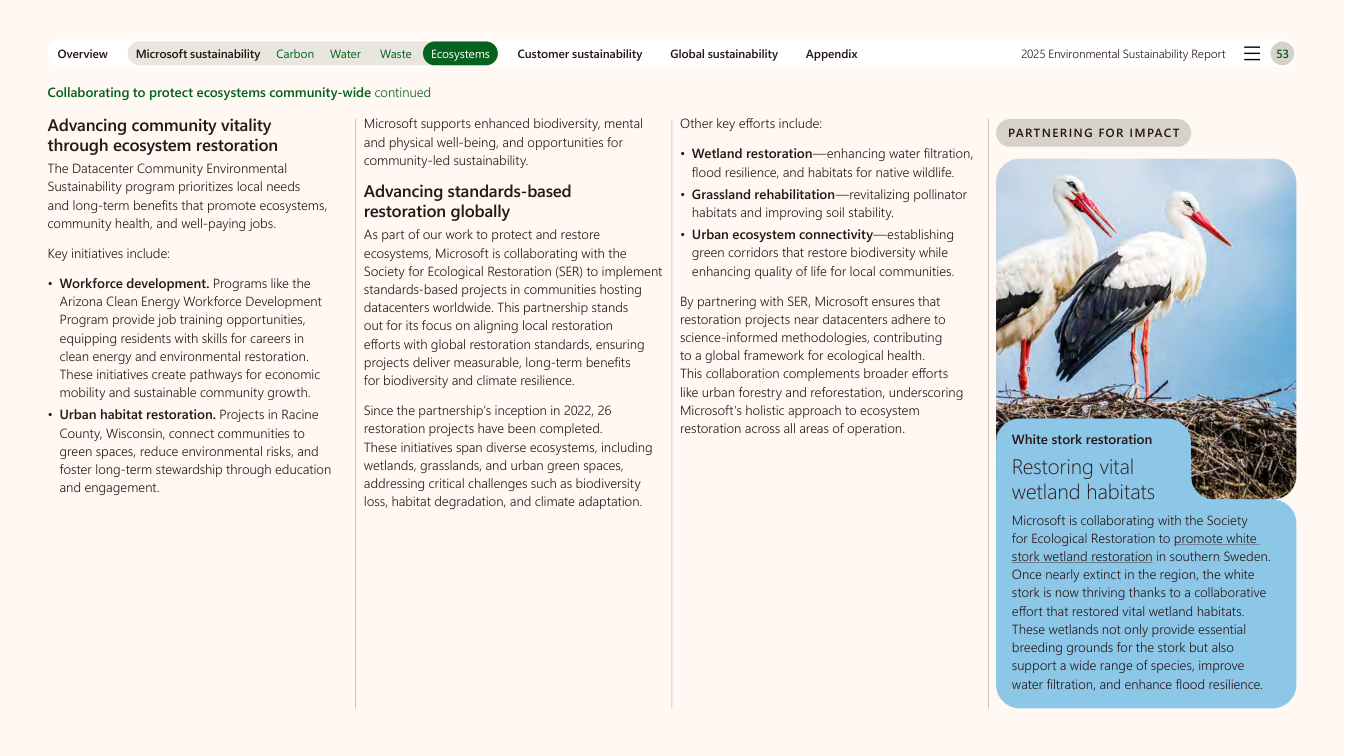 Overview
Microsoft sustainability
Carbon
Water
Waste
Ecosystems
Customer sustainability
Global sustainability
Appendix
2025 Environmental Sustainability Report
53
Collaborating to protect ecosystems community-wide continued
Advancing community vitality
through ecosystem restoration
The Datacenter Community Environmental
Sustainability program prioritizes local needs
and long-term benefits that promote ecosystems,
community health, and well-paying jobs.
Key initiatives include:
• Workforce development. Programs like the
Arizona Clean Energy Workforce Development
Program provide job training opportunities,
equipping residents with skills for careers in
clean energy and environmental restoration.
These initiatives create pathways for economic
mobility and sustainable community growth.
• Urban habitat restoration. Projects in Racine
County, Wisconsin, connect communities to
green spaces, reduce environmental risks, and
foster long-term stewardship through education
and engagement.
Microsoft supports enhanced biodiversity, mental
and physical well-being, and opportunities for
community-led sustainability.
Advancing standards-based
restoration globally
As part of our work to protect and restore
ecosystems, Microsoft is collaborating with the
Society for Ecological Restoration (SER) to implement
standards-based projects in communities hosting
datacenters worldwide. This partnership stands
out for its focus on aligning local restoration
efforts with global restoration standards, ensuring
projects deliver measurable, long-term benefits
for biodiversity and climate resilience.
Since the partnership's inception in 2022, 26
restoration projects have been completed.
These initiatives span diverse ecosystems, including
wetlands, grasslands, and urban green spaces,
addressing critical challenges such as biodiversity
loss, habitat degradation, and climate adaptation.
Other key efforts include:
• Wetland restoration—enhancing water filtration,
flood resilience, and habitats for native wildlife.
• Grassland rehabilitation—revitalizing pollinator
habitats and improving soil stability.
• Urban ecosystem connectivity—establishing
green corridors that restore biodiversity while
enhancing quality of life for local communities.
By partnering with SER, Microsoft ensures that
restoration projects near datacenters adhere to
science-informed methodologies, contributing
to a global framework for ecological health.
This collaboration complements broader efforts
like urban forestry and reforestation, underscoring
Microsoft's holistic approach to ecosystem
restoration across all areas of operation.
PARTNERING FOR IMPACT
White stork restoration
Restoring vital
wetland habitats
Microsoft is collaborating with the Society
for Ecological Restoration to promote white
stork wetland restoration in southern Sweden.
Once nearly extinct in the region, the white
stork is now thriving thanks to a collaborative
effort that restored vital wetland habitats.
These wetlands not only provide essential
breeding grounds for the stork but also
support a wide range of species, improve
water filtration, and enhance flood resilience.